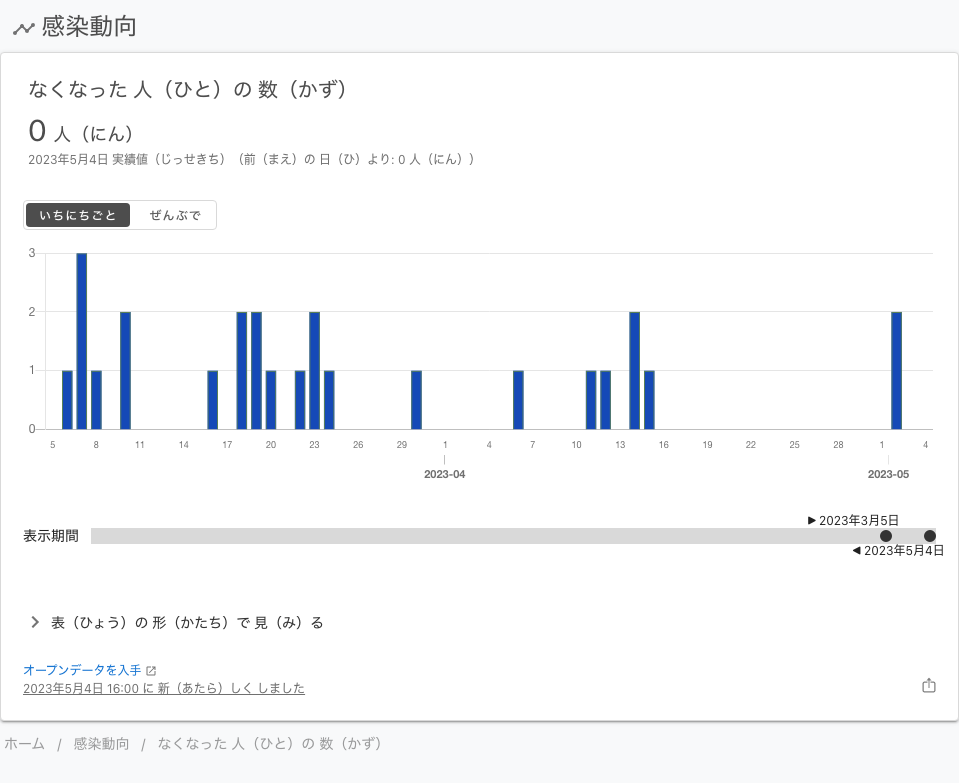 感染動向
なくなった 人（ひと）の 数（かず）
0 人（にん）
2023年5月4日 実績値（じっせきち）（前（まえ）の 日（ひ）より: 0 人（にん））
いちにちごと ぜんぶで
3
2
1
0
5 8 11 14 17 20 23 26 29 1 4 7 10 13 16 19 22 25 28 1 4
2023-04 2023-05
2023年3月5日
表示期間
2023年5月4日
表（ひょう）の 形（かたち）で 見（み）る
オープンデータを入手
2023年5月4日 16:00 に 新（あたら）しく しました
ホーム / 感染動向 / なくなった 人（ひと）の 数（かず）